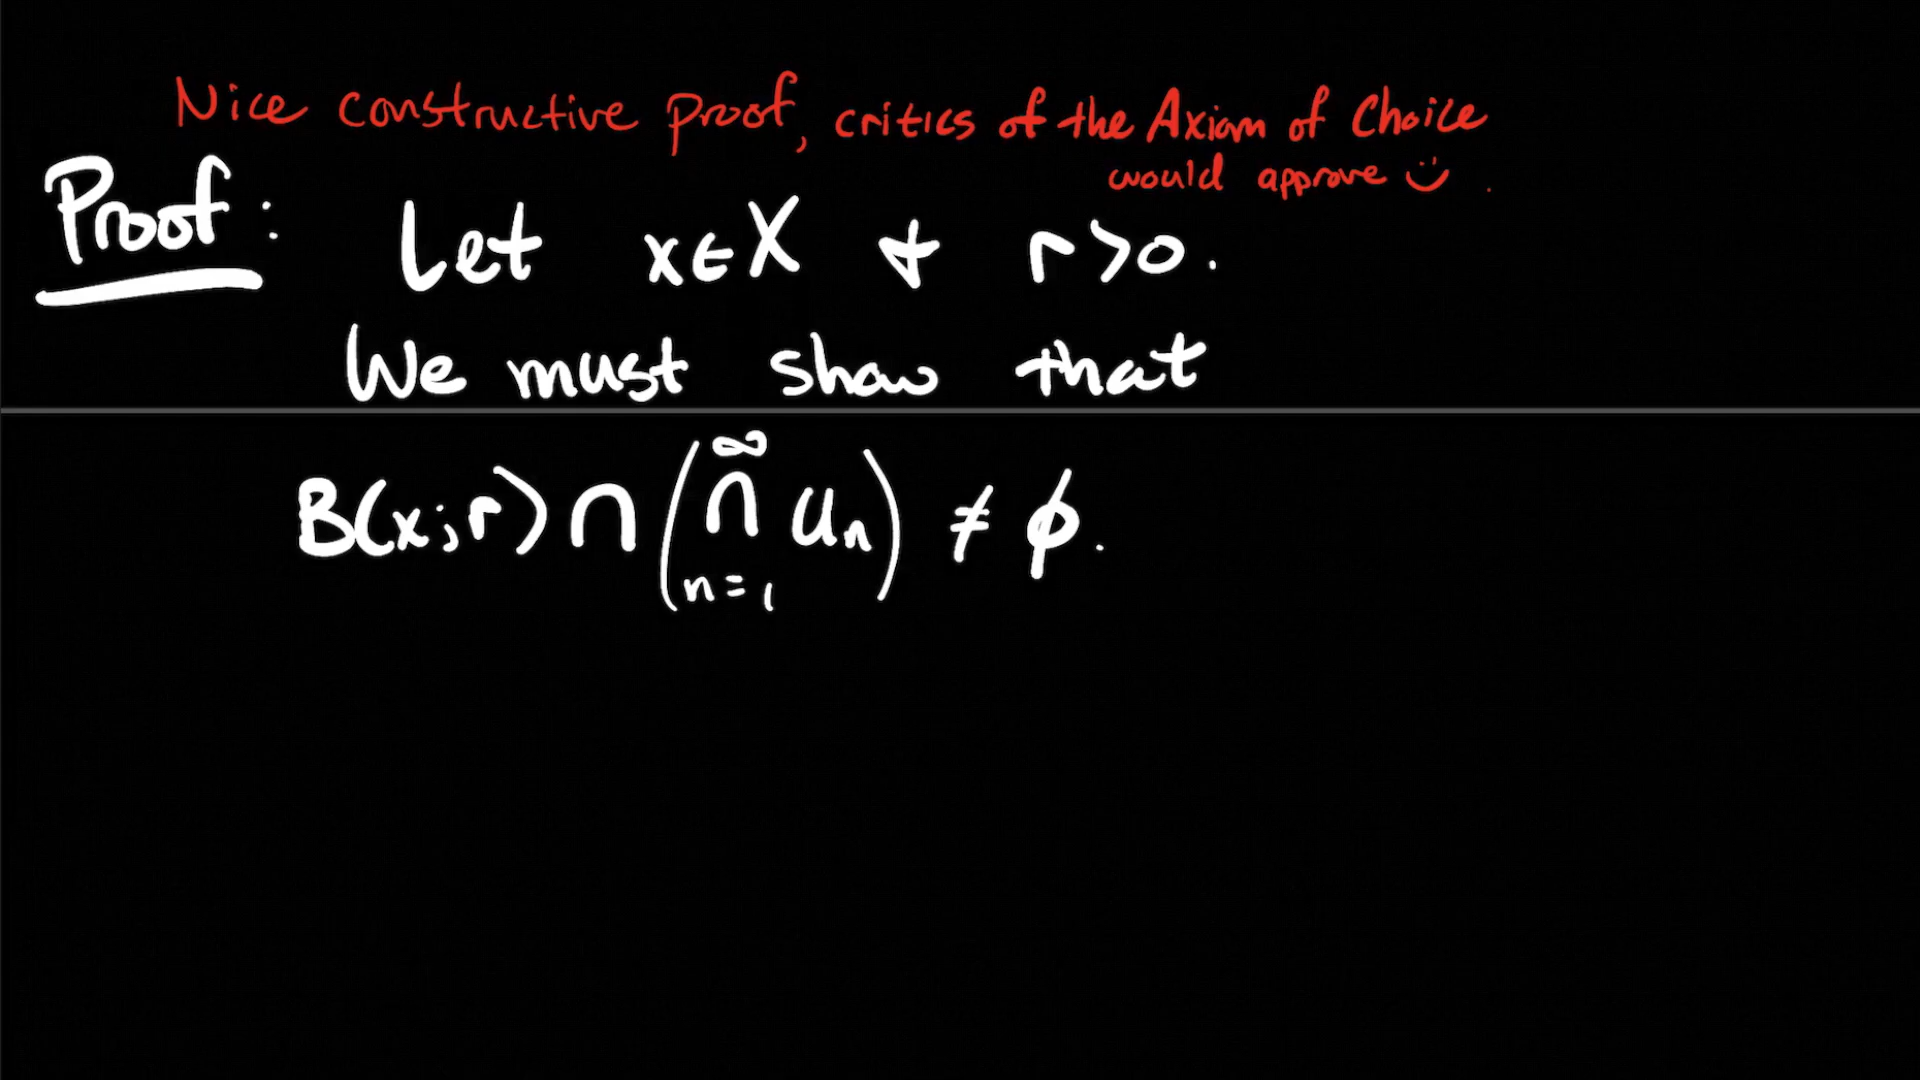 Nice constructive proof, critics of the Axiom of Choice
would approve :)
Proof: Let x∈X & r>0.
We must show that
B(x;r) ∩ (∩_{n=1}^{∞} U_n) ≠ ϕ.